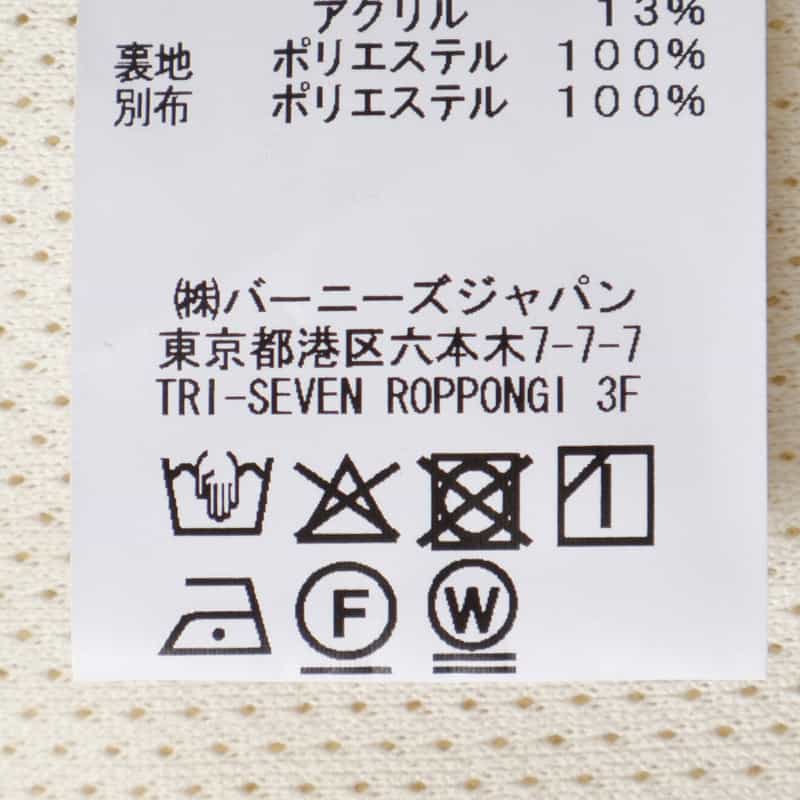 アクリル 13%
裏地 ポリエステル 100%
別布 ポリエステル 100%
㈱バーニーズジャパン
東京都港区六本木7-7-7
TRI-SEVEN ROPPONGI 3F
F W